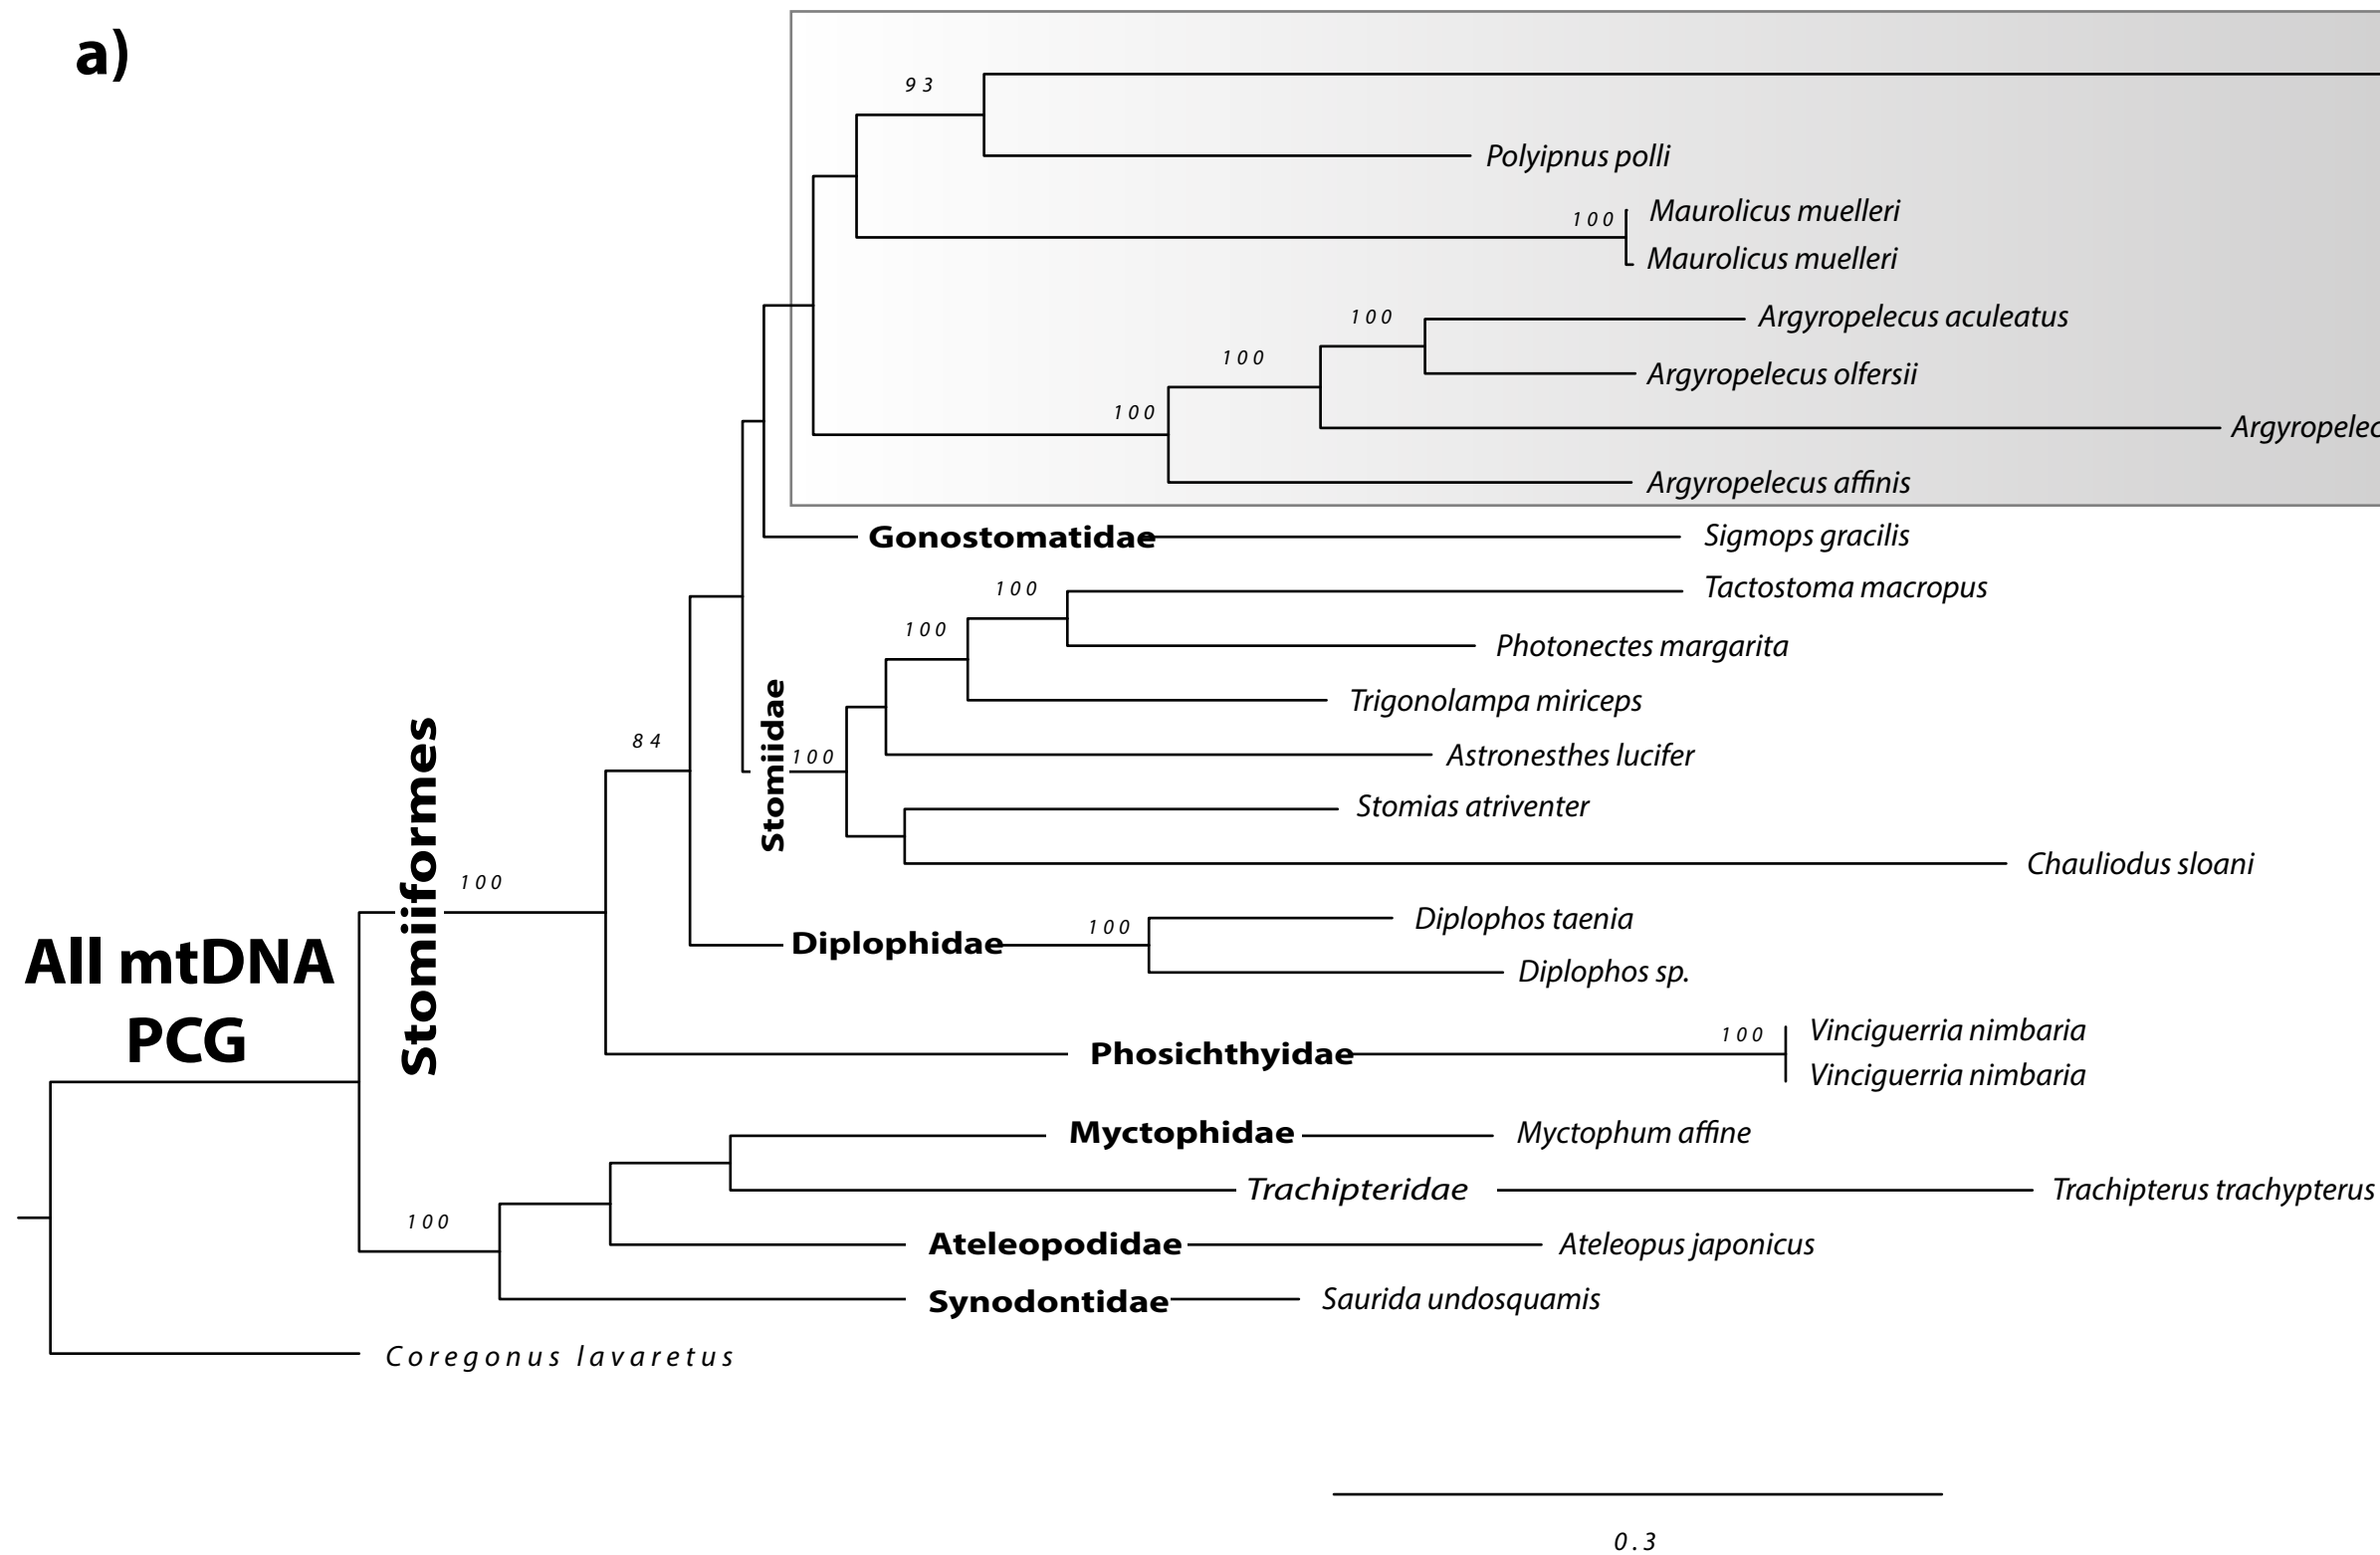 a)
93
Polyipnus polli
100
Maurolicus muelleri
Maurolicus muelleri
100
Argyropelecus aculeatus
100
Argyropelecus olfersii
100
Argyropelec
Argyropelecus affinis
Gonostomatidae
Sigmops gracilis
100
Tactostoma macropus
100
Photonectes margarita
Trigonolampa miriceps
84
Stomiidae
100
Astronesthes lucifer
Stomias atriventer
Chauliodus sloani
Stomiiformes
100
Diplophidae
100
Diplophos taenia
Diplophos sp.
All mtDNA
PCG
Phosichthyidae
100
Vinciguerria nimbaria
Vinciguerria nimbaria
Myctophidae
Myctophum affine
Trachipteridae
Trachipterus trachypterus
100
Ateleopodidae
Ateleopus japonicus
Synodontidae
Saurida undosquamis
Coregonus lavaretus
0.3